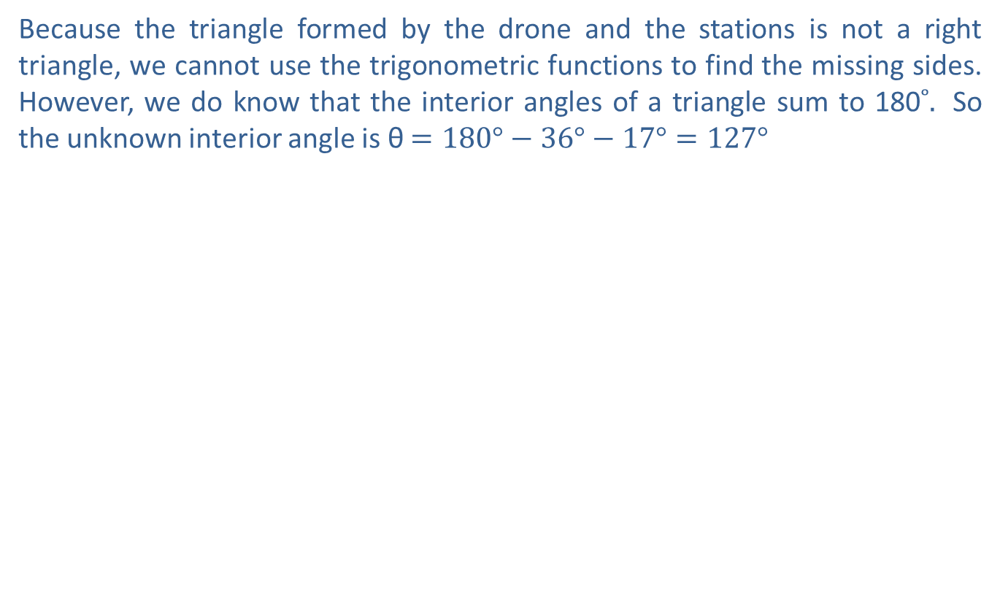 Because the triangle formed by the drone and the stations is not a right
triangle, we cannot use the trigonometric functions to find the missing sides.
However, we do know that the interior angles of a triangle sum to 180°. So
the unknown interior angle is θ = 180° − 36° − 17° = 127°